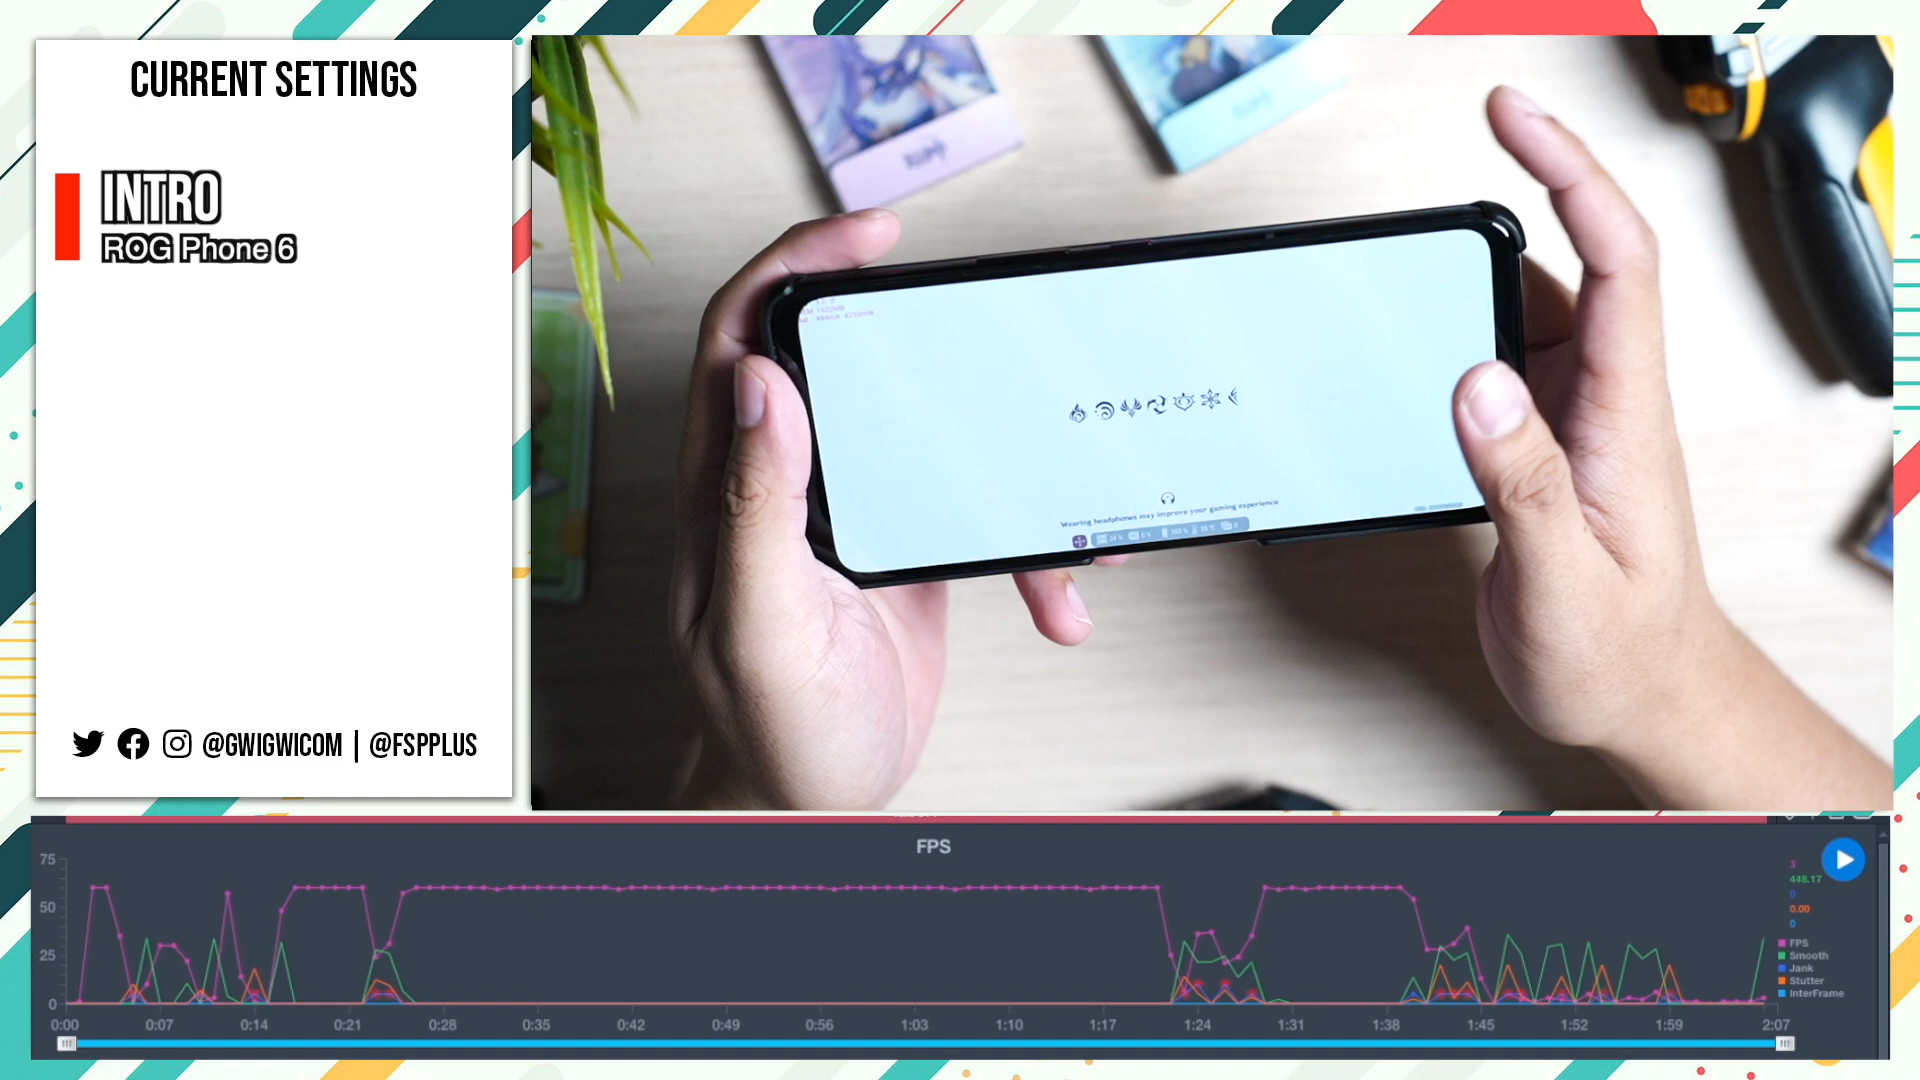 CURRENT SETTINGS
INTRO
ROG Phone 6
@GWIGWICOM | @FSPPLUS
Wearing headphones may improve your gaming experience
FPS
75
50
25
0
0:00 0:07 0:14 0:21 0:28 0:35 0:42 0:49 0:56 1:03 1:10 1:17 1:24 1:31 1:38 1:45 1:52 1:59 2:07
3
448.17
0
0.00
0
FPS
Smooth
Jank
Stutter
InterFrame